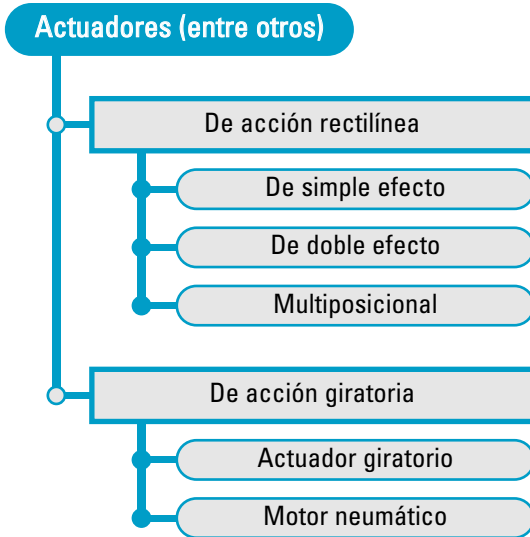 Actuadores (entre otros)
De acción rectilínea
De simple efecto
De doble efecto
Multiposicional
De acción giratoria
Actuador giratorio
Motor neumático